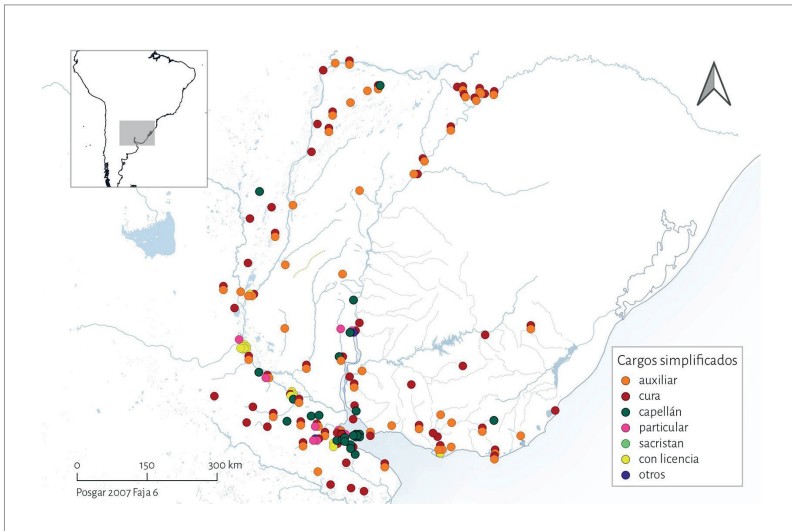 Cargos simplificados
auxiliar
cura
capellán
particular
sacristan
con licencia
otros
0 150 300 km
Posgar 2007 Faja 6